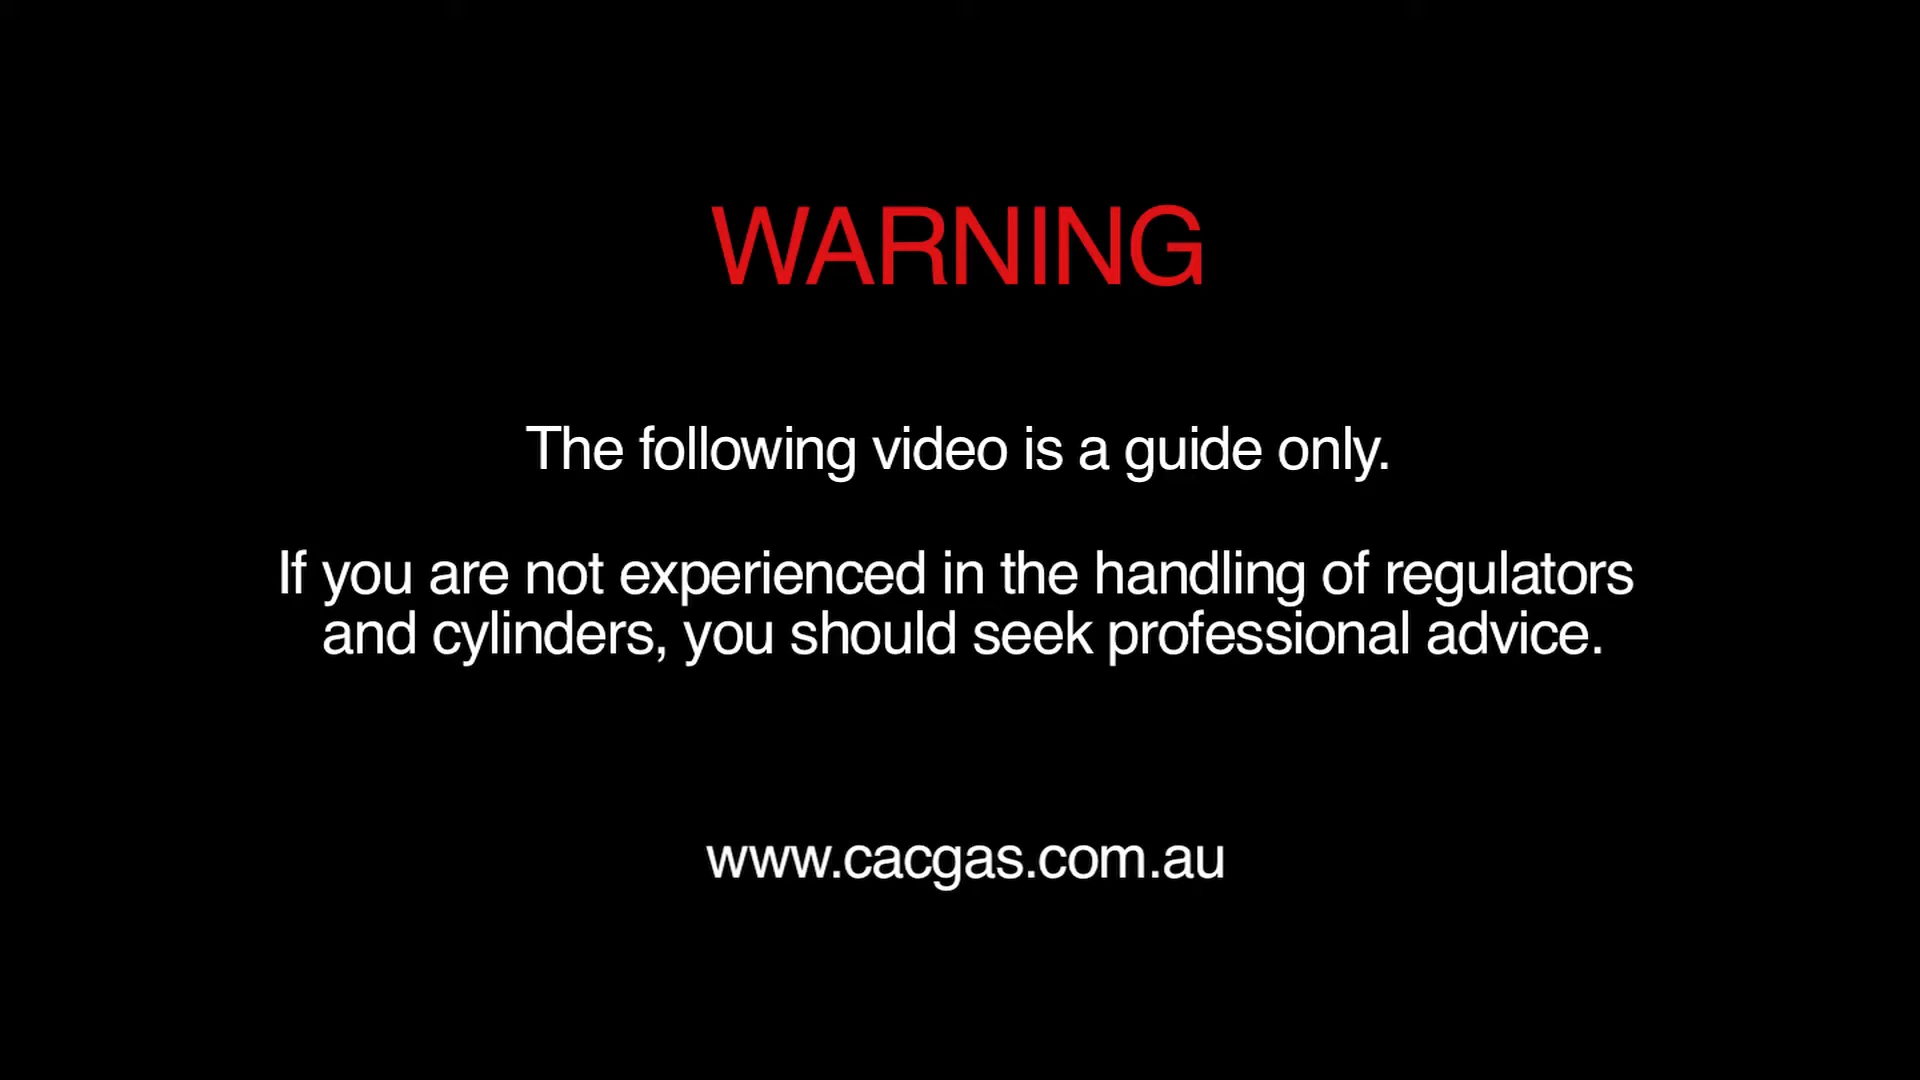 WARNING
The following video is a guide only.
If you are not experienced in the handling of regulators
and cylinders, you should seek professional advice.
www.cacgas.com.au